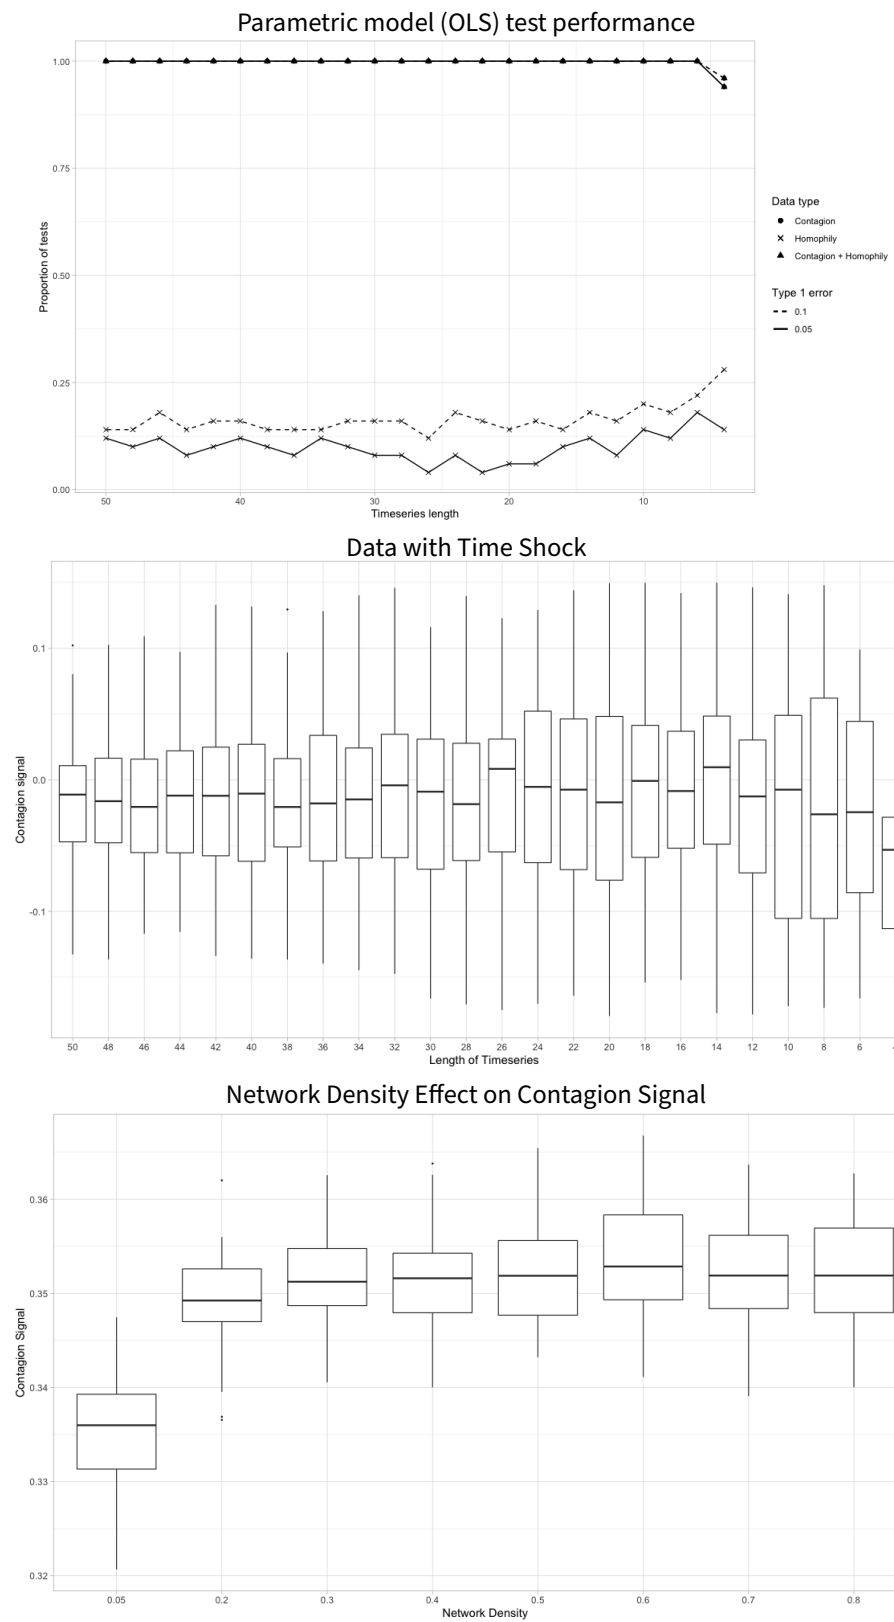 Parametric model (OLS) test performance
1.00
0.75
0.50
0.25
0.00
Proportion of tests
50 40 30 20 10
Timeseries length
Data type
Contagion
Homophily
Contagion + Homophily
Type 1 error
0.1
0.05
Data with Time Shock
0.1
0.0
-0.1
Contagion signal
50 48 46 44 42 40 38 36 34 32 30 28 26 24 22 20 18 16 14 12 10 8 6
Length of Timeseries
Network Density Effect on Contagion Signal
0.36
0.35
0.34
0.33
0.32
Contagion Signal
0.05 0.2 0.3 0.4 0.5 0.6 0.7 0.8
Network Density